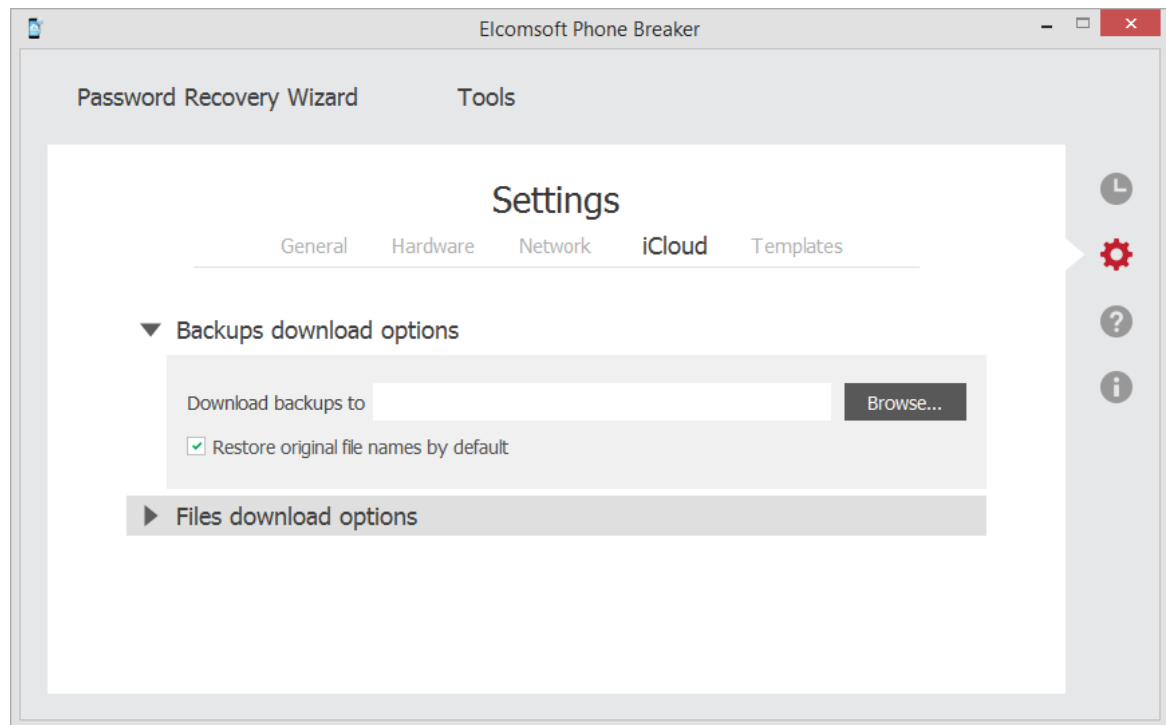 Elcomsoft Phone Breaker
Password Recovery Wizard Tools
Settings
General Hardware Network iCloud Templates
Backups download options
Download backups to Browse...
Restore original file names by default
Files download options